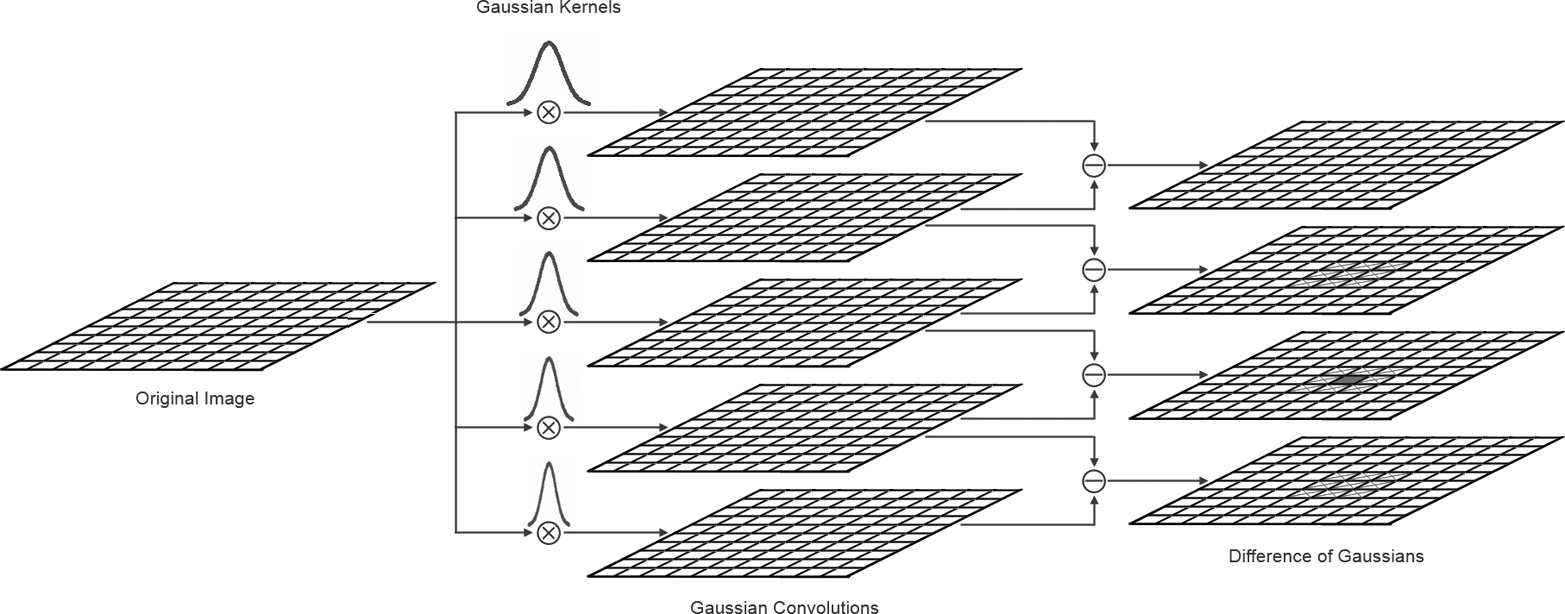 Gaussian Kernels
Original Image
Difference of Gaussians
Gaussian Convolutions